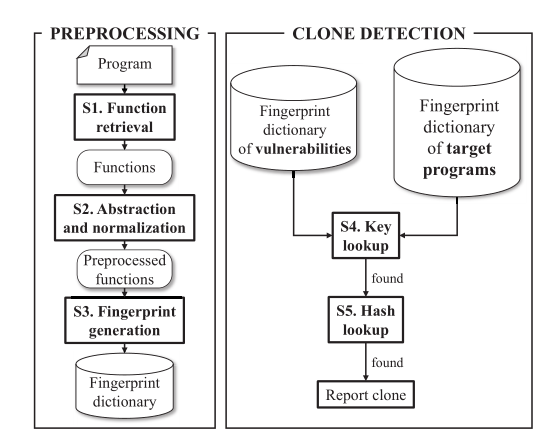 PREPROCESSING
Program
S1. Function
retrieval
Functions
S2. Abstraction
and normalization
Preprocessed
functions
S3. Fingerprint
generation
Fingerprint
dictionary
CLONE DETECTION
Fingerprint
dictionary
of vulnerabilities
Fingerprint
dictionary
of target
programs
S4. Key
lookup
found
S5. Hash
lookup
found
Report clone